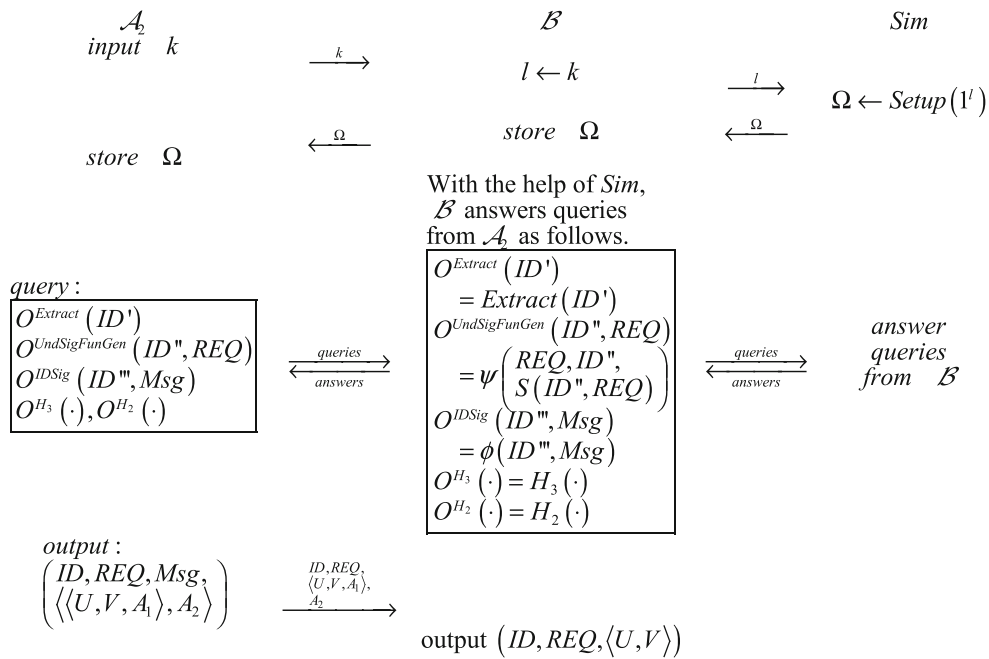 𝒜₂ ℬ Sim
input k
k
l ← k
l
Ω ← Setup(1ˡ)
Ω
store Ω
Ω
store Ω
With the help of Sim,
ℬ answers queries
from 𝒜₂ as follows.
query :
O^Extract (ID')
O^UndSigFunGen (ID'', REQ)
O^IDSig (ID''', Msg)
O^H₃ (·), O^H₂ (·)
queries
answers
O^Extract (ID')
= Extract(ID')
O^UndSigFunGen (ID'', REQ)
= ψ(REQ, ID'',
S(ID'', REQ))
O^IDSig (ID''', Msg)
= ϕ(ID''', Msg)
O^H₃ (·) = H₃ (·)
O^H₂ (·) = H₂ (·)
queries
answers
answer
queries
from ℬ
output :
(ID, REQ, Msg,
⟨⟨U, V, A₁⟩, A₂⟩)
ID, REQ,
⟨U, V, A₁⟩,
A₂
output (ID, REQ, ⟨U, V⟩)